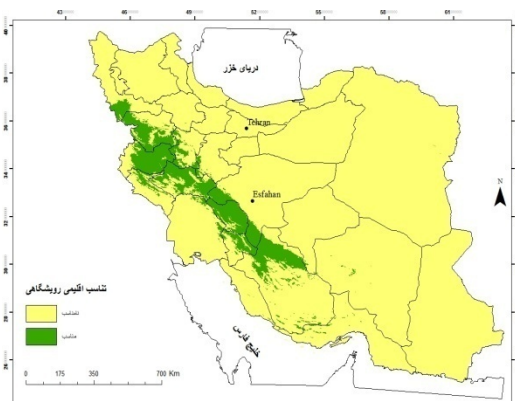 43 46 49 52 55 58 61
40
38
36
34
32
30
28
26
دریای خزر
Tehran
Esfahan
N
تناسب اقلیمی رویشگاهی
نامناسب
مناسب
خلیج فارس
0 175 350 700 Km